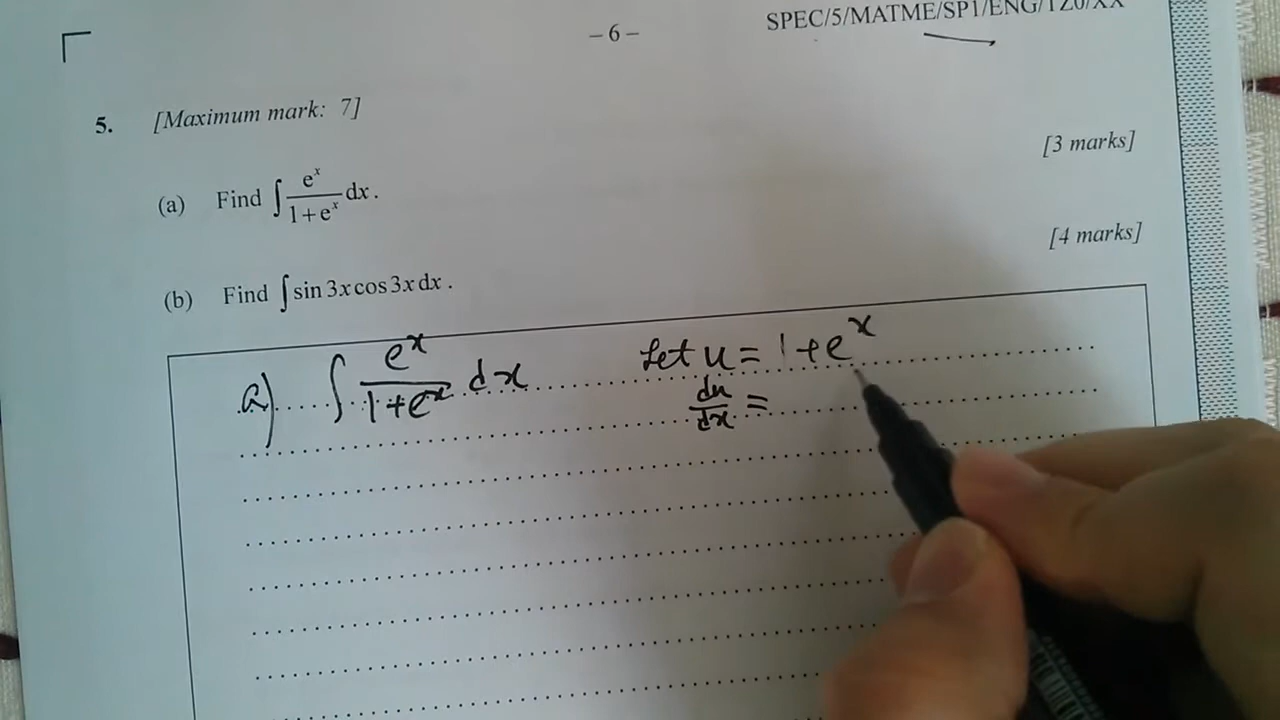 – 6 –
SPEC/5/MATME/SP1/ENG/TZ0/XX
5. [Maximum mark: 7]
(a) Find ∫ eˣ/(1+eˣ) dx . [3 marks]
(b) Find ∫ sin 3x cos 3x dx . [4 marks]
a) ∫ eˣ/(1+eˣ) dx Let u = 1+eˣ
du/dx =